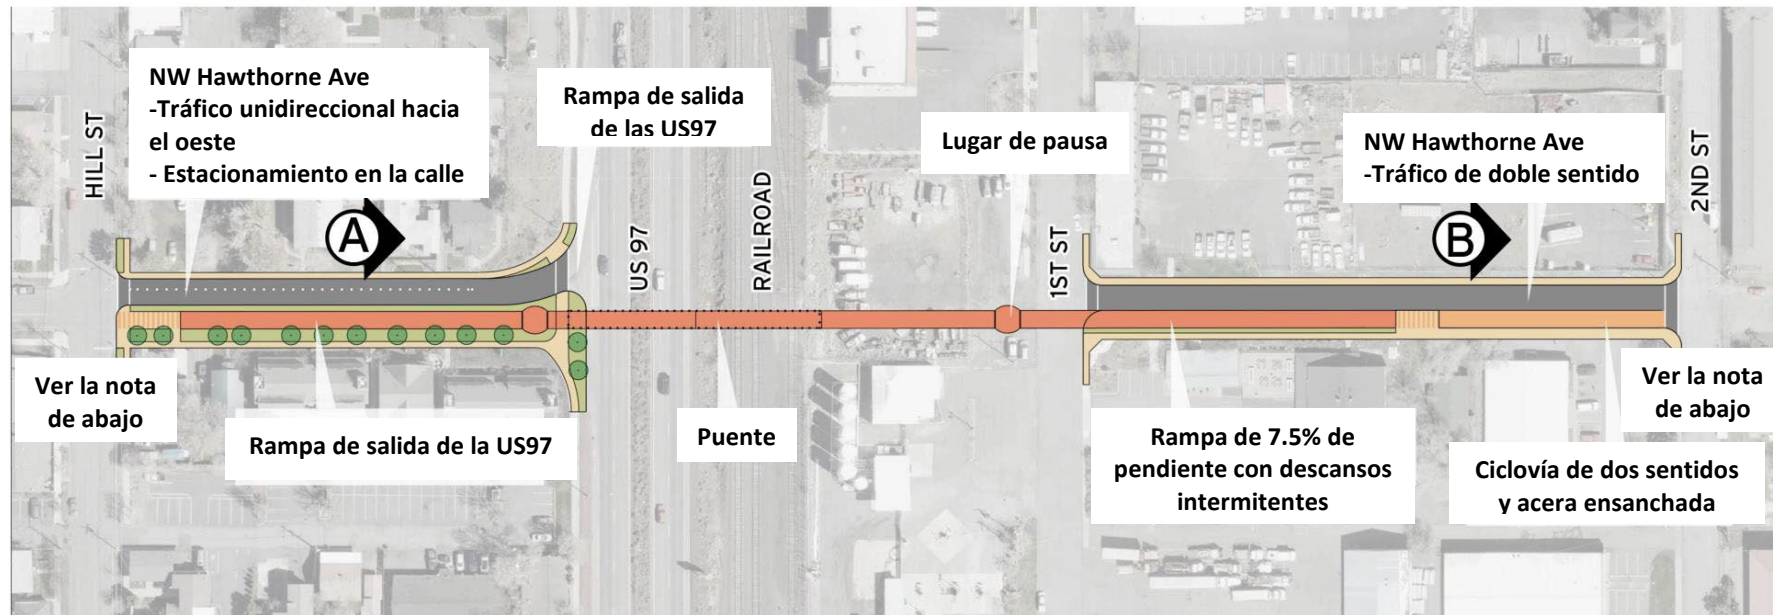 NW Hawthorne Ave
-Tráfico unidireccional hacia
el oeste
- Estacionamiento en la calle
Rampa de salida
de las US97
Lugar de pausa
NW Hawthorne Ave
-Tráfico de doble sentido
HILL ST
A
US 97
RAILROAD
1ST ST
B
2ND ST
Ver la nota
de abajo
Rampa de salida de la US97
Puente
Rampa de 7.5% de
pendiente con descansos
intermitentes
Ver la nota
de abajo
Ciclovía de dos sentidos
y acera ensanchada